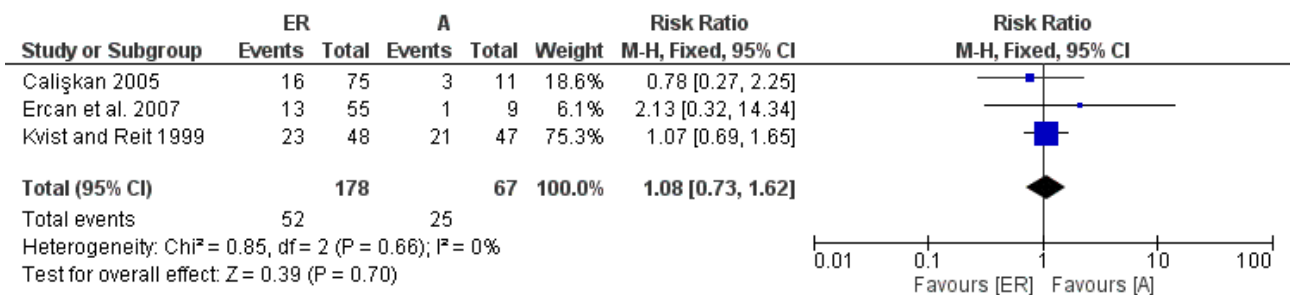 ER A Risk Ratio Risk Ratio
Study or Subgroup Events Total Events Total Weight M-H, Fixed, 95% CI M-H, Fixed, 95% CI
Calışkan 2005 16 75 3 11 18.6% 0.78 [0.27, 2.25]
Ercan et al. 2007 13 55 1 9 6.1% 2.13 [0.32, 14.34]
Kvist and Reit 1999 23 48 21 47 75.3% 1.07 [0.69, 1.65]
Total (95% CI) 178 67 100.0% 1.08 [0.73, 1.62]
Total events 52 25
Heterogeneity: Chi² = 0.85, df = 2 (P = 0.66); I² = 0%
Test for overall effect: Z = 0.39 (P = 0.70)
0.01 0.1 1 10 100
Favours [ER] Favours [A]